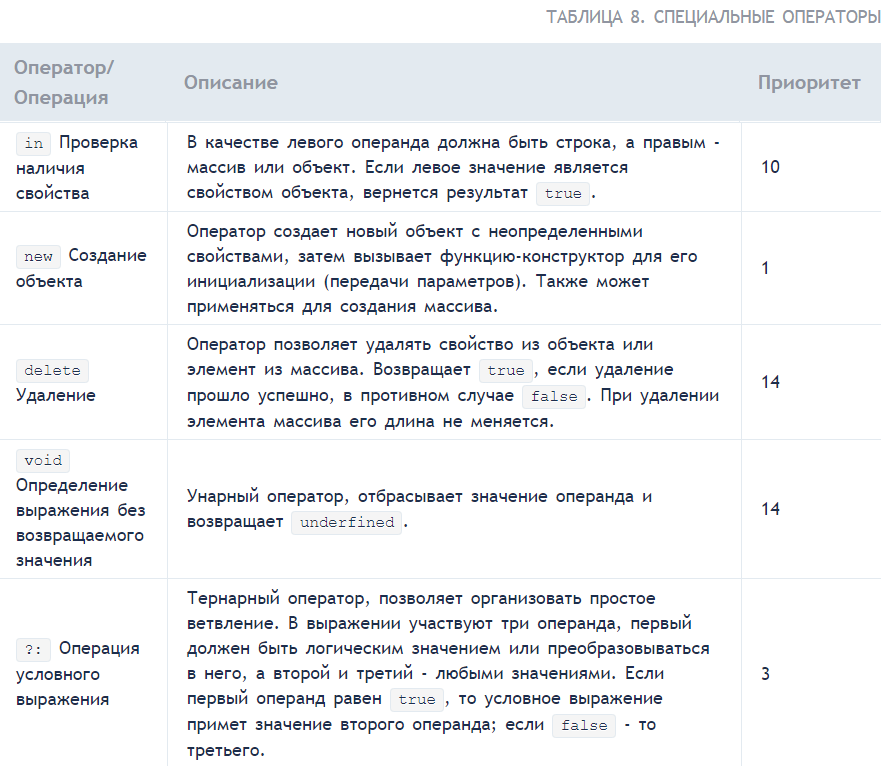 ТАБЛИЦА 8. СПЕЦИАЛЬНЫЕ ОПЕРАТОРЫ
Оператор/
Операция
Описание
Приоритет
in Проверка
наличия
свойства
В качестве левого операнда должна быть строка, а правым -
массив или объект. Если левое значение является
свойством объекта, вернется результат true.
10
new Создание
объекта
Оператор создает новый объект с неопределенными
свойствами, затем вызывает функцию-конструктор для его
инициализации (передачи параметров). Также может
применяться для создания массива.
1
delete
Удаление
Оператор позволяет удалять свойство из объекта или
элемент из массива. Возвращает true, если удаление
прошло успешно, в противном случае false. При удалении
элемента массива его длина не меняется.
14
void
Определение
выражения без
возвращаемого
значения
Унарный оператор, отбрасывает значение операнда и
возвращает underfined.
14
?: Операция
условного
выражения
Тернарный оператор, позволяет организовать простое
ветвление. В выражении участвуют три операнда, первый
должен быть логическим значением или преобразовываться
в него, а второй и третий - любыми значениями. Если
первый операнд равен true, то условное выражение
примет значение второго операнда; если false - то
третьего.
3